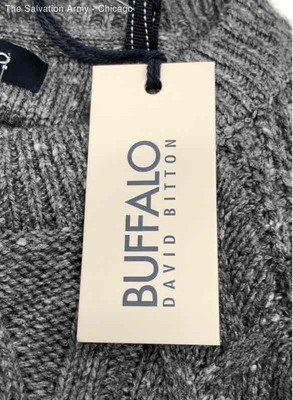 The Salvation Army - Chicago
BUFFALO
DAVID BITTON